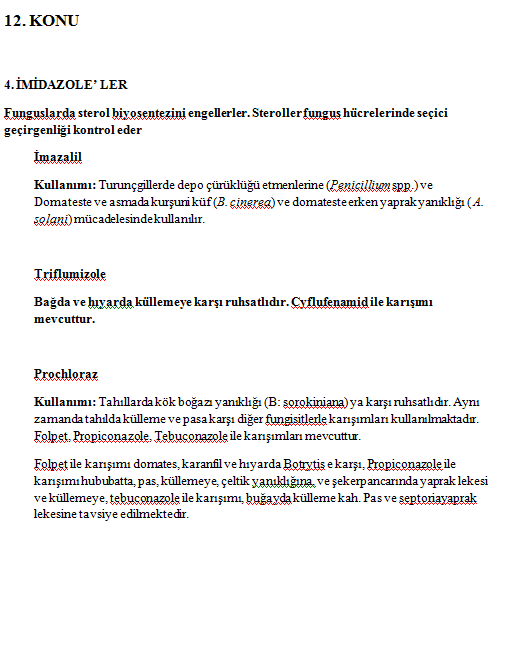 12. KONU
4. İMİDAZOLE' LER
Funguslarda sterol biyosentezini engellerler. Steroller fungus hücrelerinde seçici
geçirgenliği kontrol eder
İmazalil
Kullanımı: Turunçgillerde depo çürüklüğü etmenlerine (Penicillium spp.) ve
Domateste ve asmada kurşuni küf (B. cinerea) ve domateste erken yaprak yanıklığı ( A.
solani) mücadelesinde kullanılır.
Triflumizole
Bağda ve hıyarda külle­meye karşı ruhsatlıdır. Cyflufenamid ile karışımı
mevcuttur.
Prochloraz
Kullanımı: Tahıllarda kök boğazı yanıklığı (B: sorokiniana) ya karşı ruhsatlıdır. Aynı
zamanda tahılda külleme ve pasa karşı diğer fungisitlerle karışımları kullanılmaktadır.
Folpet, Propiconazole, Tebuconazole ile karışımları mevcuttur.
Folpet ile karışımı domates, karanfil ve hıyarda Botrytis e karşı, Propiconazole ile
karışımı hububatta, pas, küllemeye, çeltik yanıklığına, ve şekerpancarında yaprak lekesi
ve küllemeye, tebuconazole ile karışımı, buğayda külleme kah. Pas ve septoriayaprak
lekesine tavsiye edilmektedir.